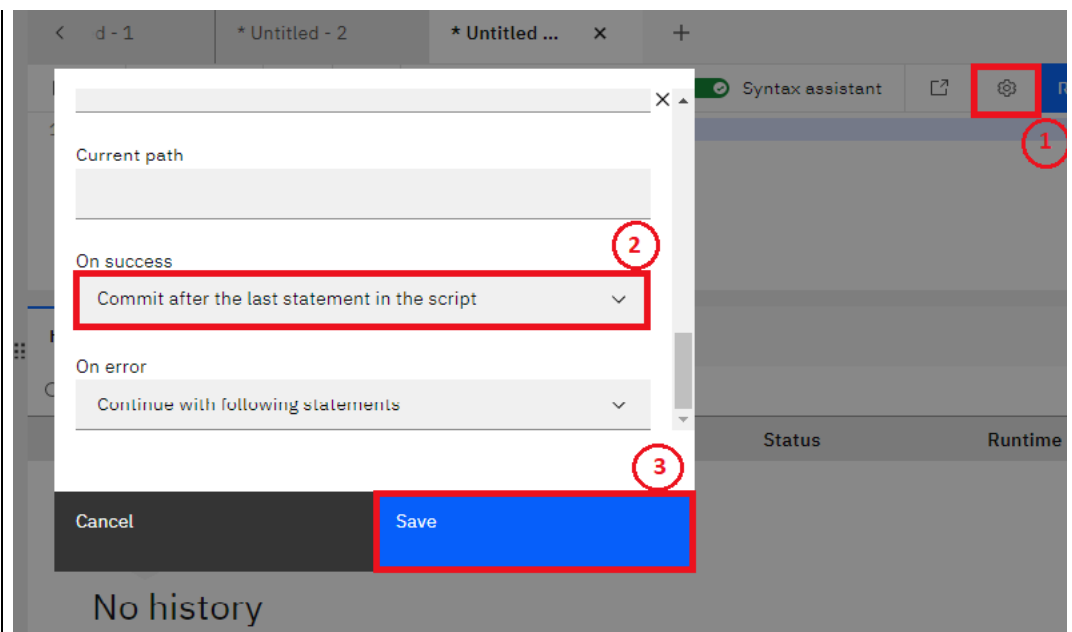 d - 1
* Untitled - 2
* Untitled ...
Syntax assistant
1
Current path
2
On success
Commit after the last statement in the script
On error
Continue with following statements
Status
Runtime
3
Cancel
Save
No history